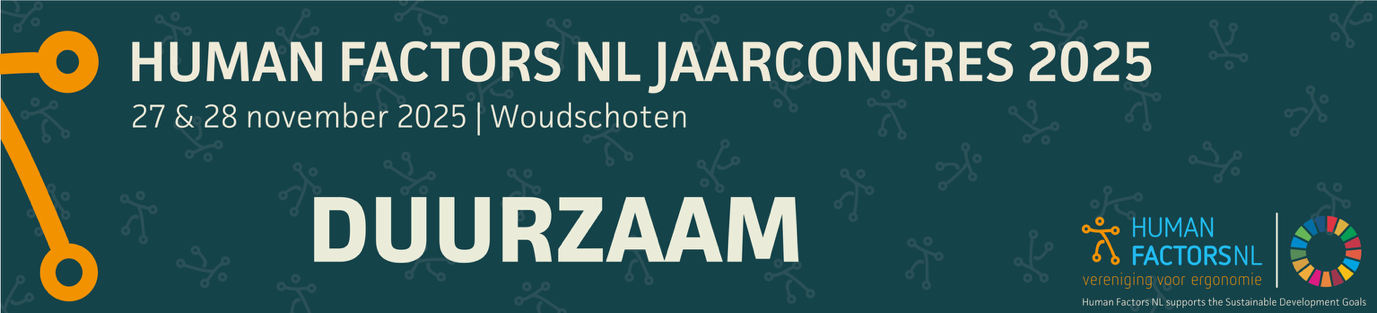 HUMAN FACTORS NL JAARCONGRES 2025
27 & 28 november 2025 | Woudschoten
DUURZAAM
HUMAN
FACTORSNL
vereniging voor ergonomie
Human Factors NL supports the Sustainable Development Goals